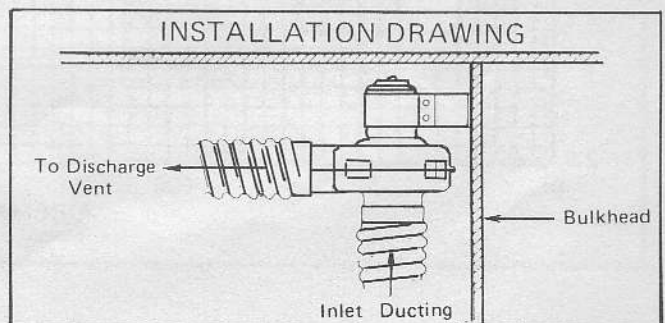 INSTALLATION DRAWING
To Discharge
Vent
Bulkhead
Inlet Ducting